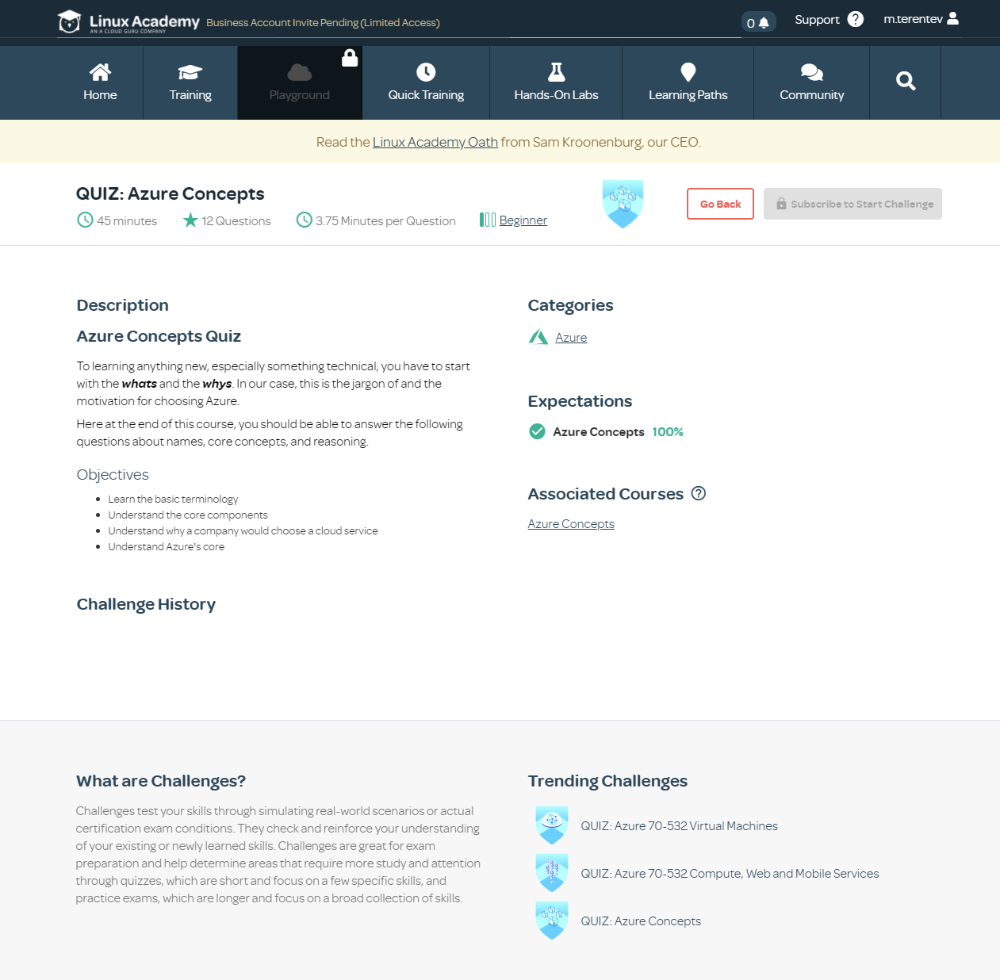 Linux Academy
AN A CLOUD GURU COMPANY
Business Account Invite Pending (Limited Access)
0
Support
m.terentev
Home
Training
Playground
Quick Training
Hands-On Labs
Learning Paths
Community
Read the Linux Academy Oath from Sam Kroonenburg, our CEO.
QUIZ: Azure Concepts
45 minutes
12 Questions
3.75 Minutes per Question
Beginner
Go Back
Subscribe to Start Challenge
Description
Azure Concepts Quiz
To learning anything new, especially something technical, you have to start
with the whats and the whys. In our case, this is the jargon of and the
motivation for choosing Azure.
Here at the end of this course, you should be able to answer the following
questions about names, core concepts, and reasoning.
Objectives
Learn the basic terminology
Understand the core components
Understand why a company would choose a cloud service
Understand Azure's core
Challenge History
Categories
Azure
Expectations
Azure Concepts 100%
Associated Courses
Azure Concepts
What are Challenges?
Challenges test your skills through simulating real-world scenarios or actual
certification exam conditions. They check and reinforce your understanding
of your existing or newly learned skills. Challenges are great for exam
preparation and help determine areas that require more study and attention
through quizzes, which are short and focus on a few specific skills, and
practice exams, which are longer and focus on a broad collection of skills.
Trending Challenges
QUIZ: Azure 70-532 Virtual Machines
QUIZ: Azure 70-532 Compute, Web and Mobile Services
QUIZ: Azure Concepts